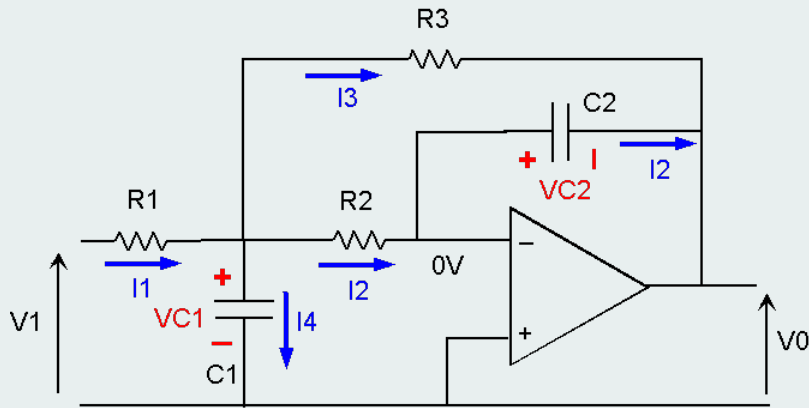 R3
I3
C2
+ I
I2
VC2
R1
R2
I1
I2
0V
−
+
VC1
−
I4
C1
+
V1
V0